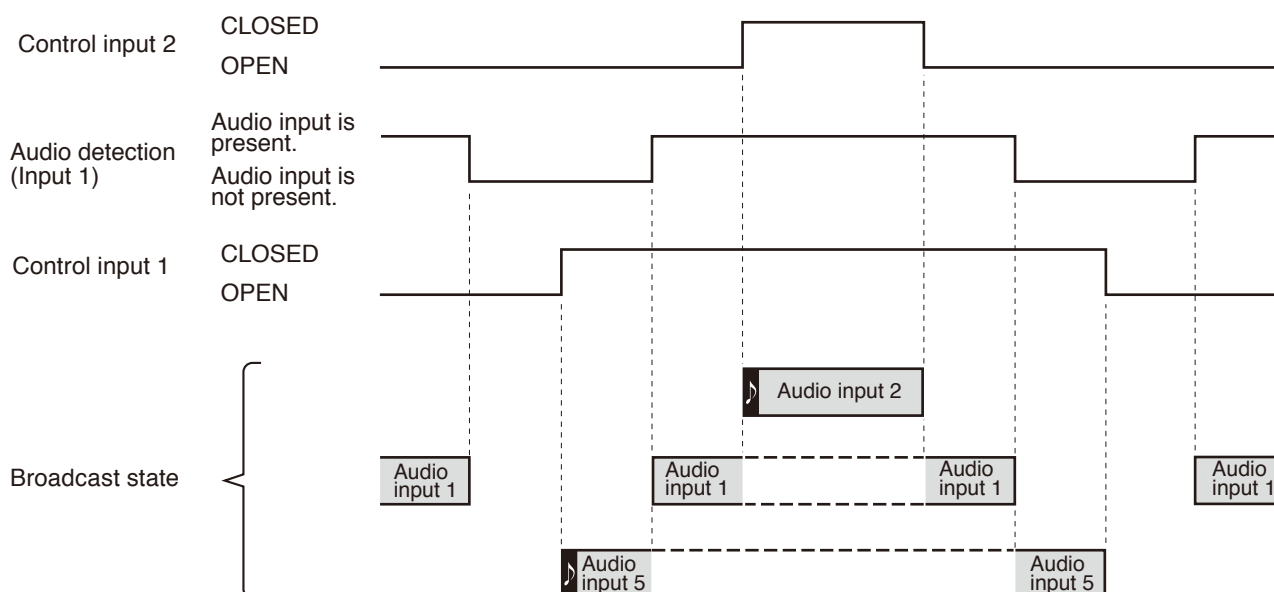 Control input 2
CLOSED
OPEN
Audio detection
(Input 1)
Audio input is
present.
Audio input is
not present.
Control input 1
CLOSED
OPEN
Broadcast state
Audio input 2
Audio
input 1
Audio
input 1
Audio
input 1
Audio
input 1
Audio
input 5
Audio
input 5